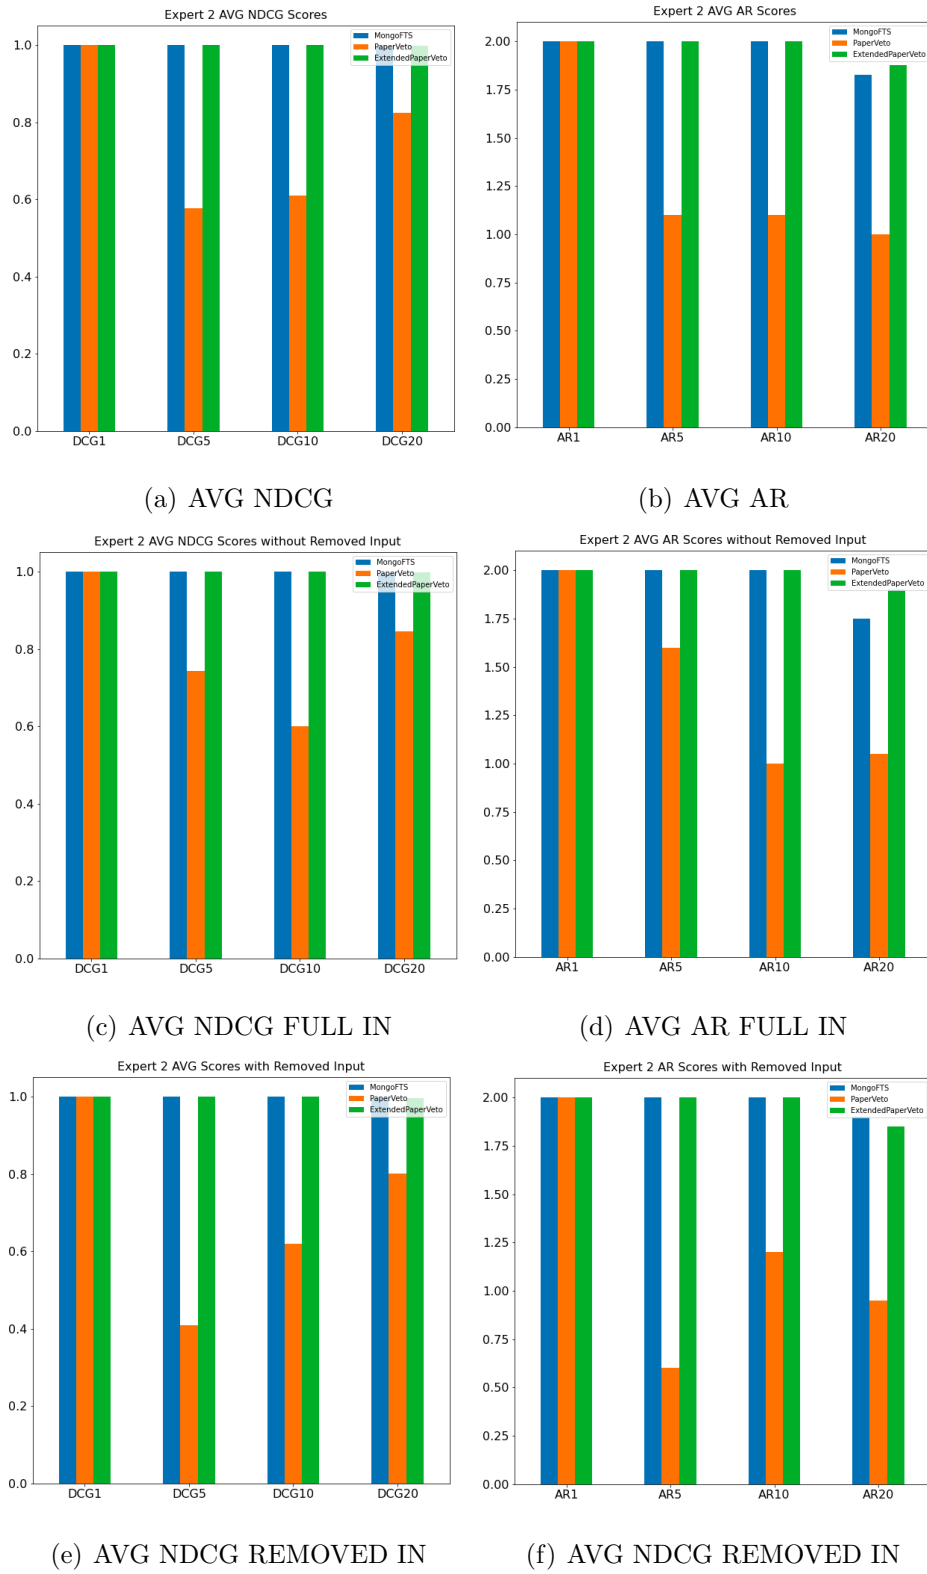 Expert 2 AVG NDCG Scores
MongoFTS
PaperVeto
ExtendedPaperVeto
1.0
0.8
0.6
0.4
0.2
0.0
DCG1 DCG5 DCG10 DCG20
(a) AVG NDCG
Expert 2 AVG AR Scores
MongoFTS
PaperVeto
ExtendedPaperVeto
2.00
1.75
1.50
1.25
1.00
0.75
0.50
0.25
0.00
AR1 AR5 AR10 AR20
(b) AVG AR
Expert 2 AVG NDCG Scores without Removed Input
MongoFTS
PaperVeto
ExtendedPaperVeto
1.0
0.8
0.6
0.4
0.2
0.0
DCG1 DCG5 DCG10 DCG20
(c) AVG NDCG FULL IN
Expert 2 AVG AR Scores without Removed Input
MongoFTS
PaperVeto
ExtendedPaperVeto
2.00
1.75
1.50
1.25
1.00
0.75
0.50
0.25
0.00
AR1 AR5 AR10 AR20
(d) AVG AR FULL IN
Expert 2 AVG Scores with Removed Input
MongoFTS
PaperVeto
ExtendedPaperVeto
1.0
0.8
0.6
0.4
0.2
0.0
DCG1 DCG5 DCG10 DCG20
(e) AVG NDCG REMOVED IN
Expert 2 AR Scores with Removed Input
MongoFTS
PaperVeto
ExtendedPaperVeto
2.00
1.75
1.50
1.25
1.00
0.75
0.50
0.25
0.00
AR1 AR5 AR10 AR20
(f) AVG NDCG REMOVED IN